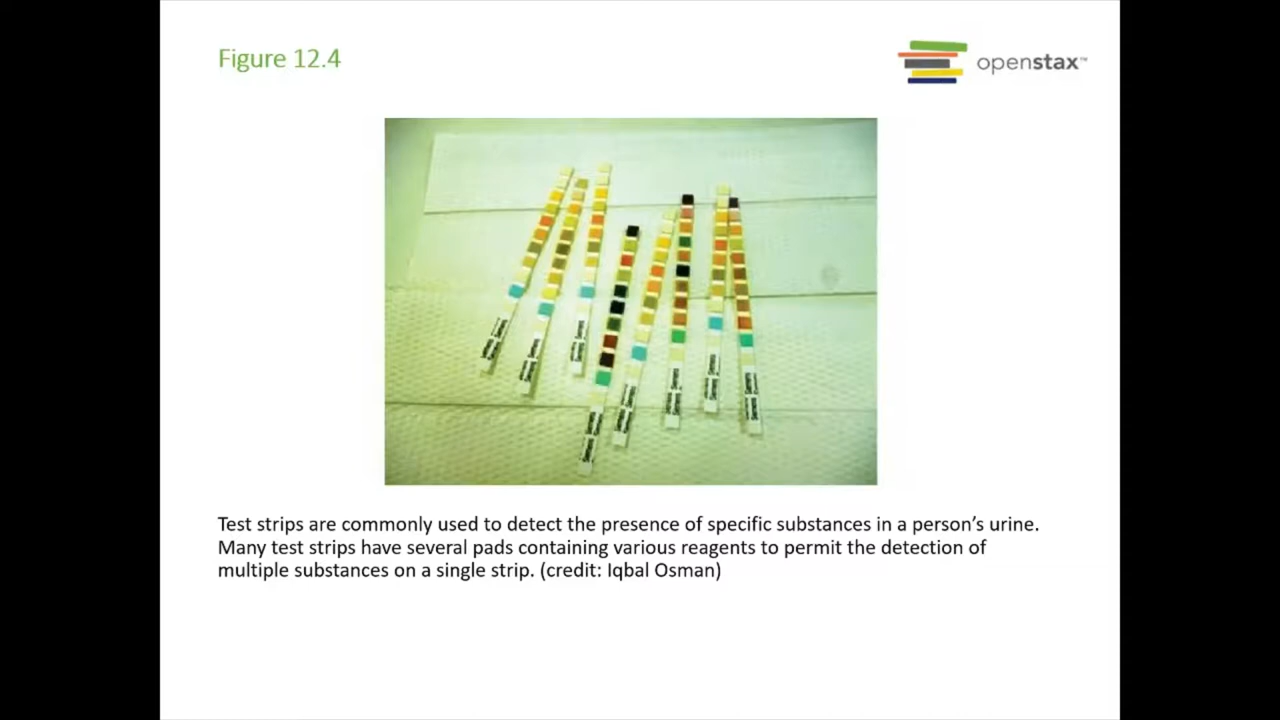 Figure 12.4
openstax™
Test strips are commonly used to detect the presence of specific substances in a person’s urine.
Many test strips have several pads containing various reagents to permit the detection of
multiple substances on a single strip. (credit: Iqbal Osman)